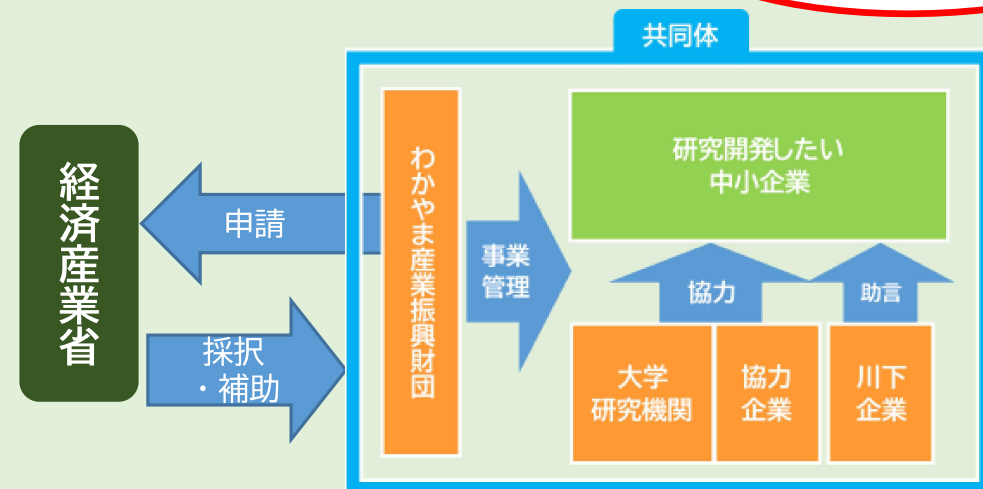 共同体
経済産業省
申請
採択
・補助
わかやま産業振興財団
事業
管理
研究開発したい
中小企業
協力
助言
大学
研究機関
協力
企業
川下
企業